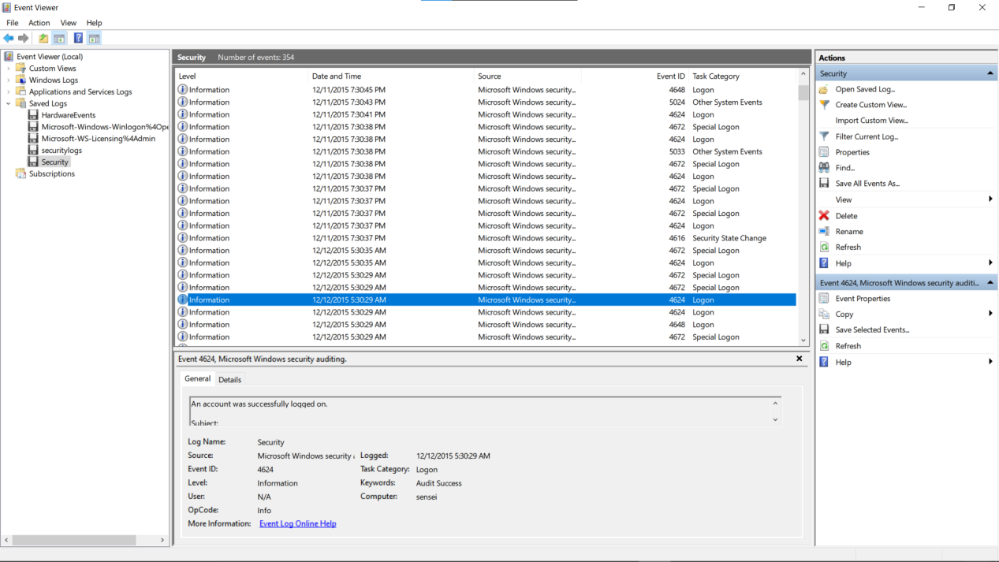 Event Viewer
File Action View Help
Event Viewer (Local)
Custom Views
Windows Logs
Applications and Services Logs
Saved Logs
HardwareEvents
Microsoft-Windows-Winlogon%4Ope
Microsoft-WS-Licensing%4Admin
securitylogs
Security
Subscriptions
Security Number of events: 354
Level Date and Time Source Event ID Task Category
Information 12/11/2015 7:30:45 PM Microsoft Windows security... 4648 Logon
Information 12/11/2015 7:30:43 PM Microsoft Windows security... 5024 Other System Events
Information 12/11/2015 7:30:41 PM Microsoft Windows security... 4624 Logon
Information 12/11/2015 7:30:38 PM Microsoft Windows security... 4672 Special Logon
Information 12/11/2015 7:30:38 PM Microsoft Windows security... 4624 Logon
Information 12/11/2015 7:30:38 PM Microsoft Windows security... 5033 Other System Events
Information 12/11/2015 7:30:38 PM Microsoft Windows security... 4672 Special Logon
Information 12/11/2015 7:30:38 PM Microsoft Windows security... 4624 Logon
Information 12/11/2015 7:30:37 PM Microsoft Windows security... 4672 Special Logon
Information 12/11/2015 7:30:37 PM Microsoft Windows security... 4624 Logon
Information 12/11/2015 7:30:37 PM Microsoft Windows security... 4672 Special Logon
Information 12/11/2015 7:30:37 PM Microsoft Windows security... 4624 Logon
Information 12/11/2015 7:30:37 PM Microsoft Windows security... 4616 Security State Change
Information 12/12/2015 5:30:35 AM Microsoft Windows security... 4672 Special Logon
Information 12/12/2015 5:30:35 AM Microsoft Windows security... 4624 Logon
Information 12/12/2015 5:30:29 AM Microsoft Windows security... 4672 Special Logon
Information 12/12/2015 5:30:29 AM Microsoft Windows security... 4672 Special Logon
Information 12/12/2015 5:30:29 AM Microsoft Windows security... 4624 Logon
Information 12/12/2015 5:30:29 AM Microsoft Windows security... 4624 Logon
Information 12/12/2015 5:30:29 AM Microsoft Windows security... 4648 Logon
Information 12/12/2015 5:30:29 AM Microsoft Windows security... 4672 Special Logon
Event 4624, Microsoft Windows security auditing.
General Details
An account was successfully logged on.
Subject:
Log Name: Security
Source: Microsoft Windows security a Logged: 12/12/2015 5:30:29 AM
Event ID: 4624 Task Category: Logon
Level: Information Keywords: Audit Success
User: N/A Computer: sensei
OpCode: Info
More Information: Event Log Online Help
Actions
Security
Open Saved Log...
Create Custom View...
Import Custom View...
Filter Current Log...
Properties
Find...
Save All Events As...
View
Delete
Rename
Refresh
Help
Event 4624, Microsoft Windows security auditi...
Event Properties
Copy
Save Selected Events...
Refresh
Help